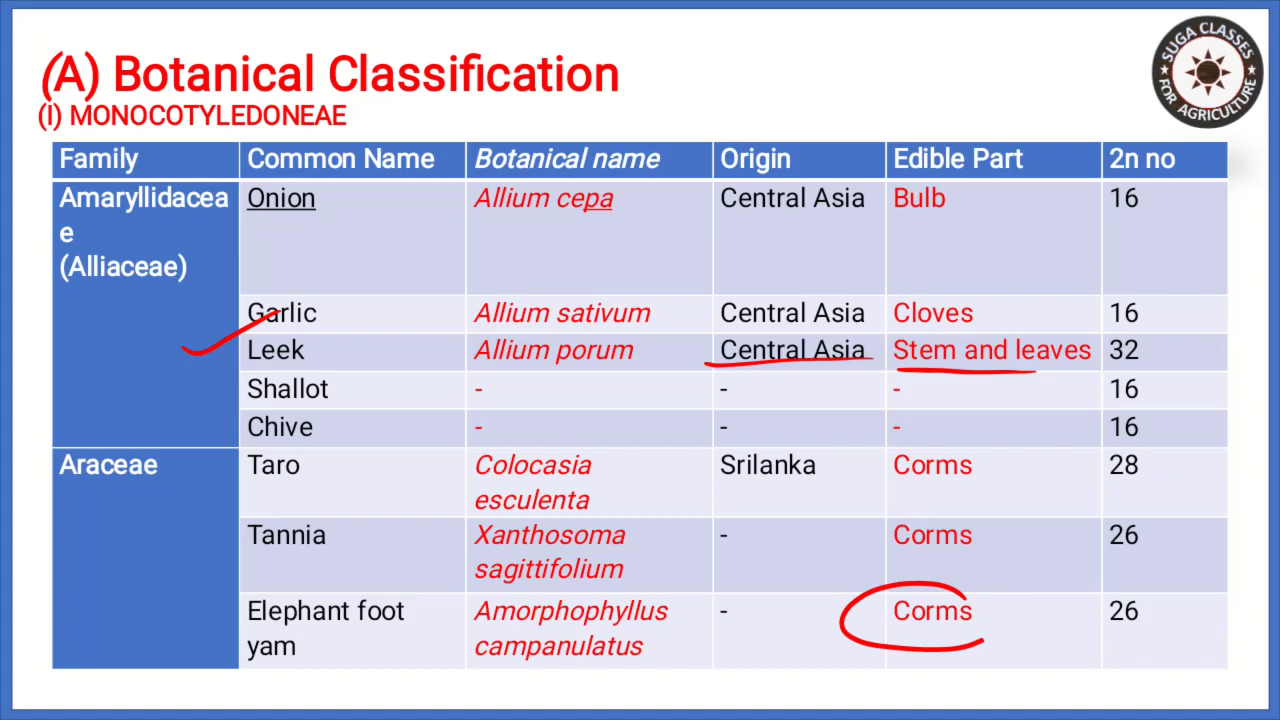 (A) Botanical Classification
(I) MONOCOTYLEDONEAE
SUGA CLASSES
FOR AGRICULTURE
Family Common Name Botanical name Origin Edible Part 2n no
Amaryllidacea Onion Allium cepa Central Asia Bulb 16
e
(Alliaceae)
Garlic Allium sativum Central Asia Cloves 16
Leek Allium porum Central Asia Stem and leaves 32
Shallot - - - 16
Chive - - - 16
Araceae Taro Colocasia Srilanka Corms 28
esculenta
Tannia Xanthosoma - Corms 26
sagittifolium
Elephant foot Amorphophyllus - Corms 26
yam campanulatus